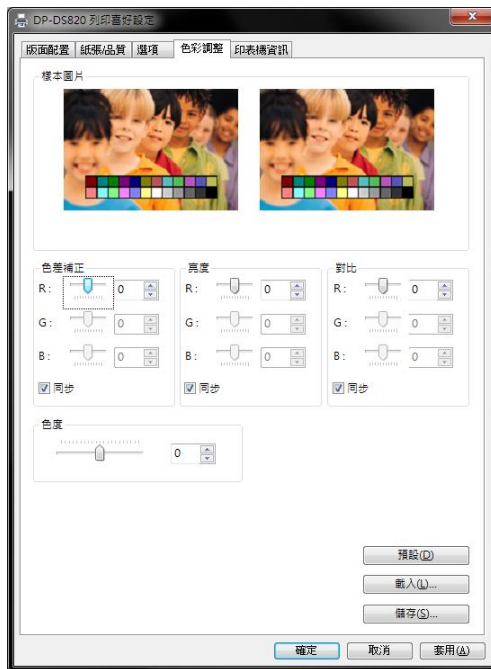 DP-DS820 列印喜好設定
版面配置 紙張/品質 選項 色彩調整 印表機資訊
樣本圖片
色差補正 亮度 對比
R: 0 R: 0 R: 0
G: 0 G: 0 G: 0
B: 0 B: 0 B: 0
同步 同步 同步
色度
0
預設(D)
載入(L)...
儲存(S)...
確定 取消 套用(A)